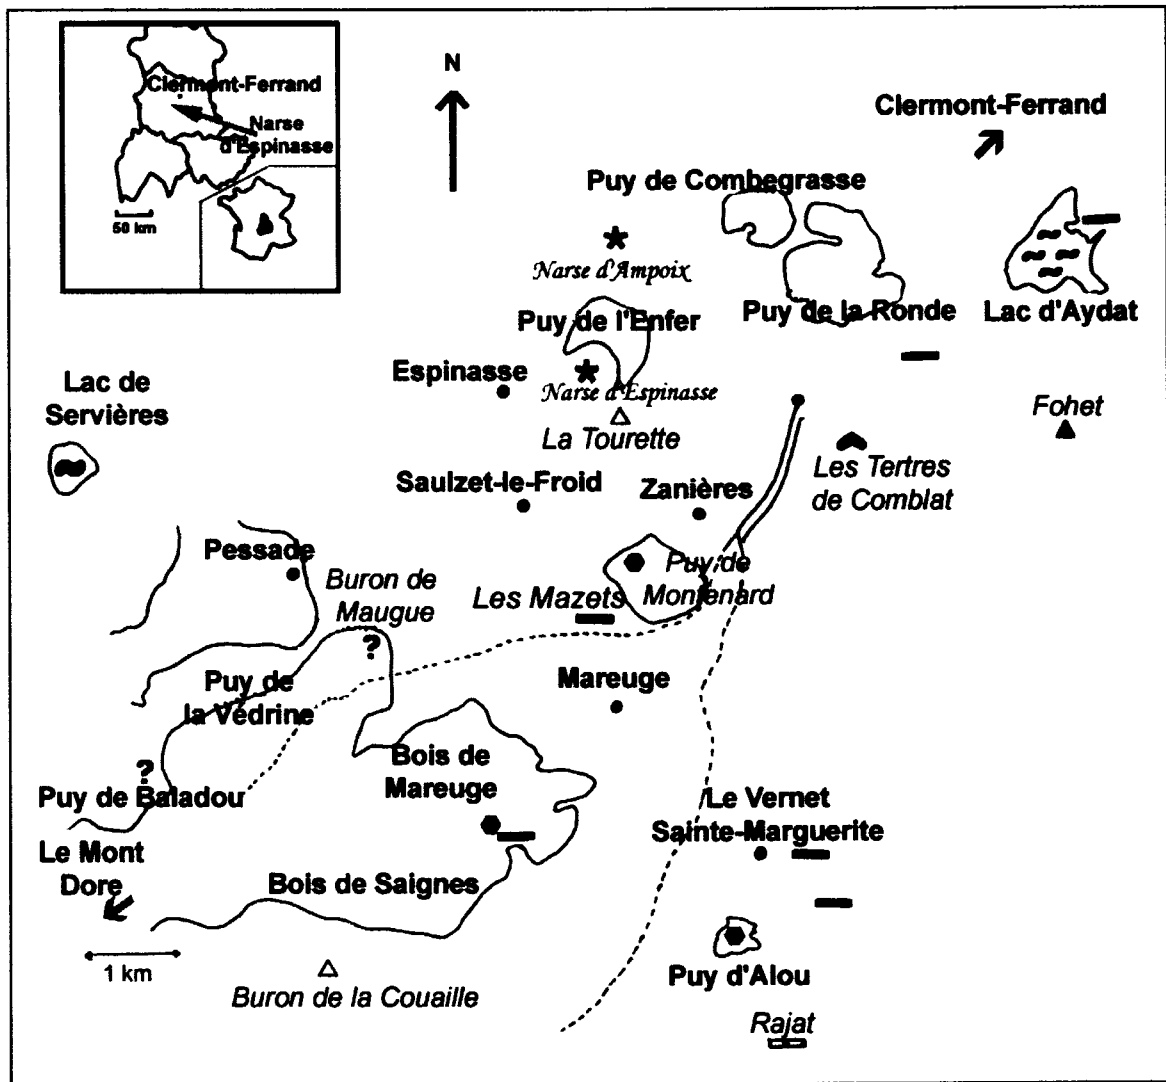 Clermont-Ferrand
Narse
d'Espinasse
50 km
N
Clermont-Ferrand
Puy de Combegrasse
Narse d'Ampoix
Puy de l'Enfer
Puy de la Ronde
Lac d'Aydat
Espinasse
Narse d'Espinasse
Lac de
Servières
La Tourette
Fohet
Les Tertres
de Comblat
Saulzet-le-Froid
Zanières
Pessade
Buron de
Maugue
Puy de
Montenard
Les Mazets
?
Puy de
la Védrine
Mareuge
Bois de
Mareuge
?
Puy de Baladou
Le Vernet
Sainte-Marguerite
Le Mont
Dore
Bois de Saignes
1 km
Buron de la Couaille
Puy d'Alou
Rajat